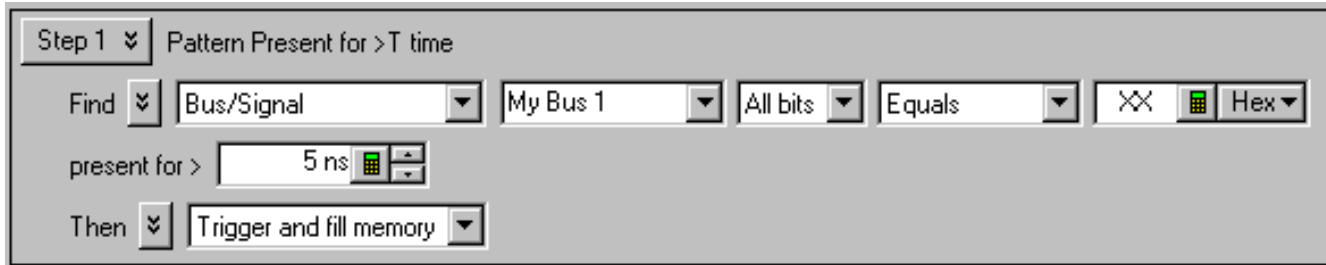 Step 1 Pattern Present for >T time
Find Bus/Signal My Bus 1 All bits Equals XX Hex
present for > 5 ns
Then Trigger and fill memory